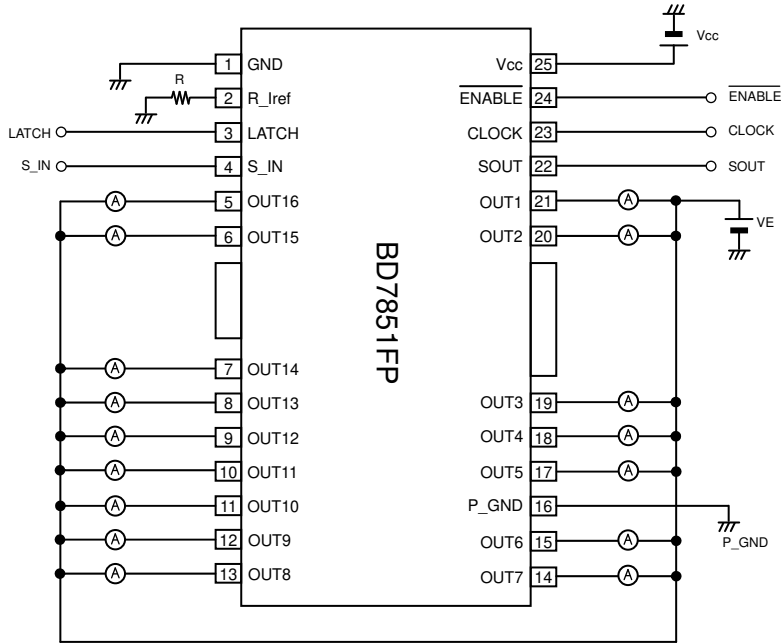 Vcc
1 GND Vcc 25
R
2 R_Iref ENABLE 24 ENABLE
LATCH 3 LATCH CLOCK 23 CLOCK
S_IN 4 S_IN SOUT 22 SOUT
A 5 OUT16 OUT1 21 A
VE
A 6 OUT15 OUT2 20 A
BD7851FP
A 7 OUT14
A 8 OUT13 OUT3 19 A
A 9 OUT12 OUT4 18 A
A 10 OUT11 OUT5 17 A
A 11 OUT10 P_GND 16
P_GND
A 12 OUT9 OUT6 15 A
A 13 OUT8 OUT7 14 A